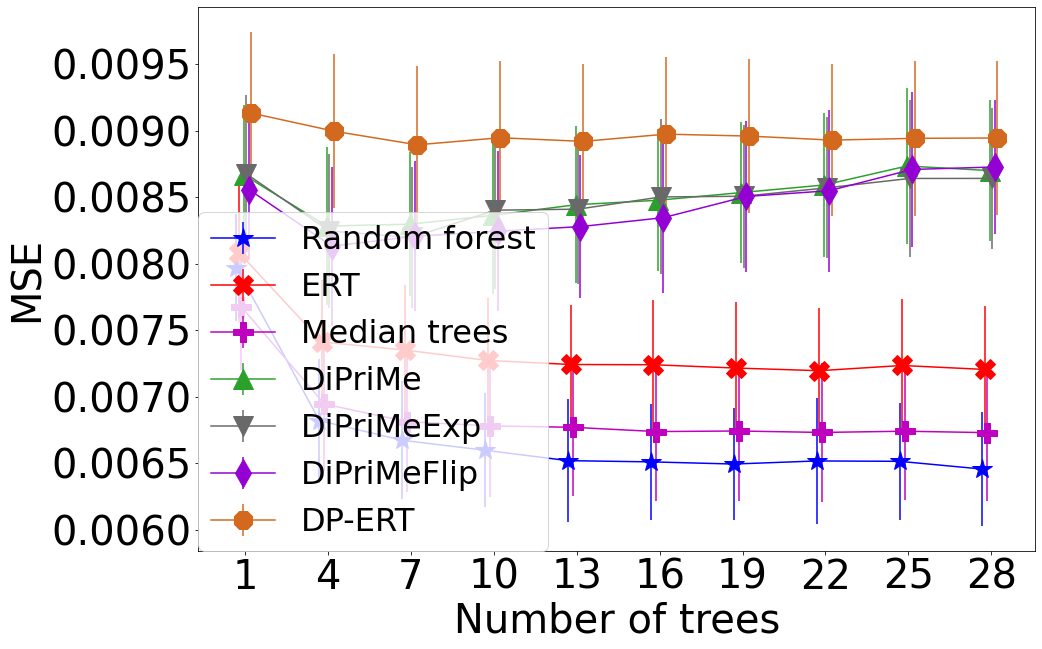 0.0095
0.0090
0.0085
0.0080
0.0075
0.0070
0.0065
0.0060
MSE
Random forest
ERT
Median trees
DiPriMe
DiPriMeExp
DiPriMeFlip
DP-ERT
1 4 7 10 13 16 19 22 25 28
Number of trees